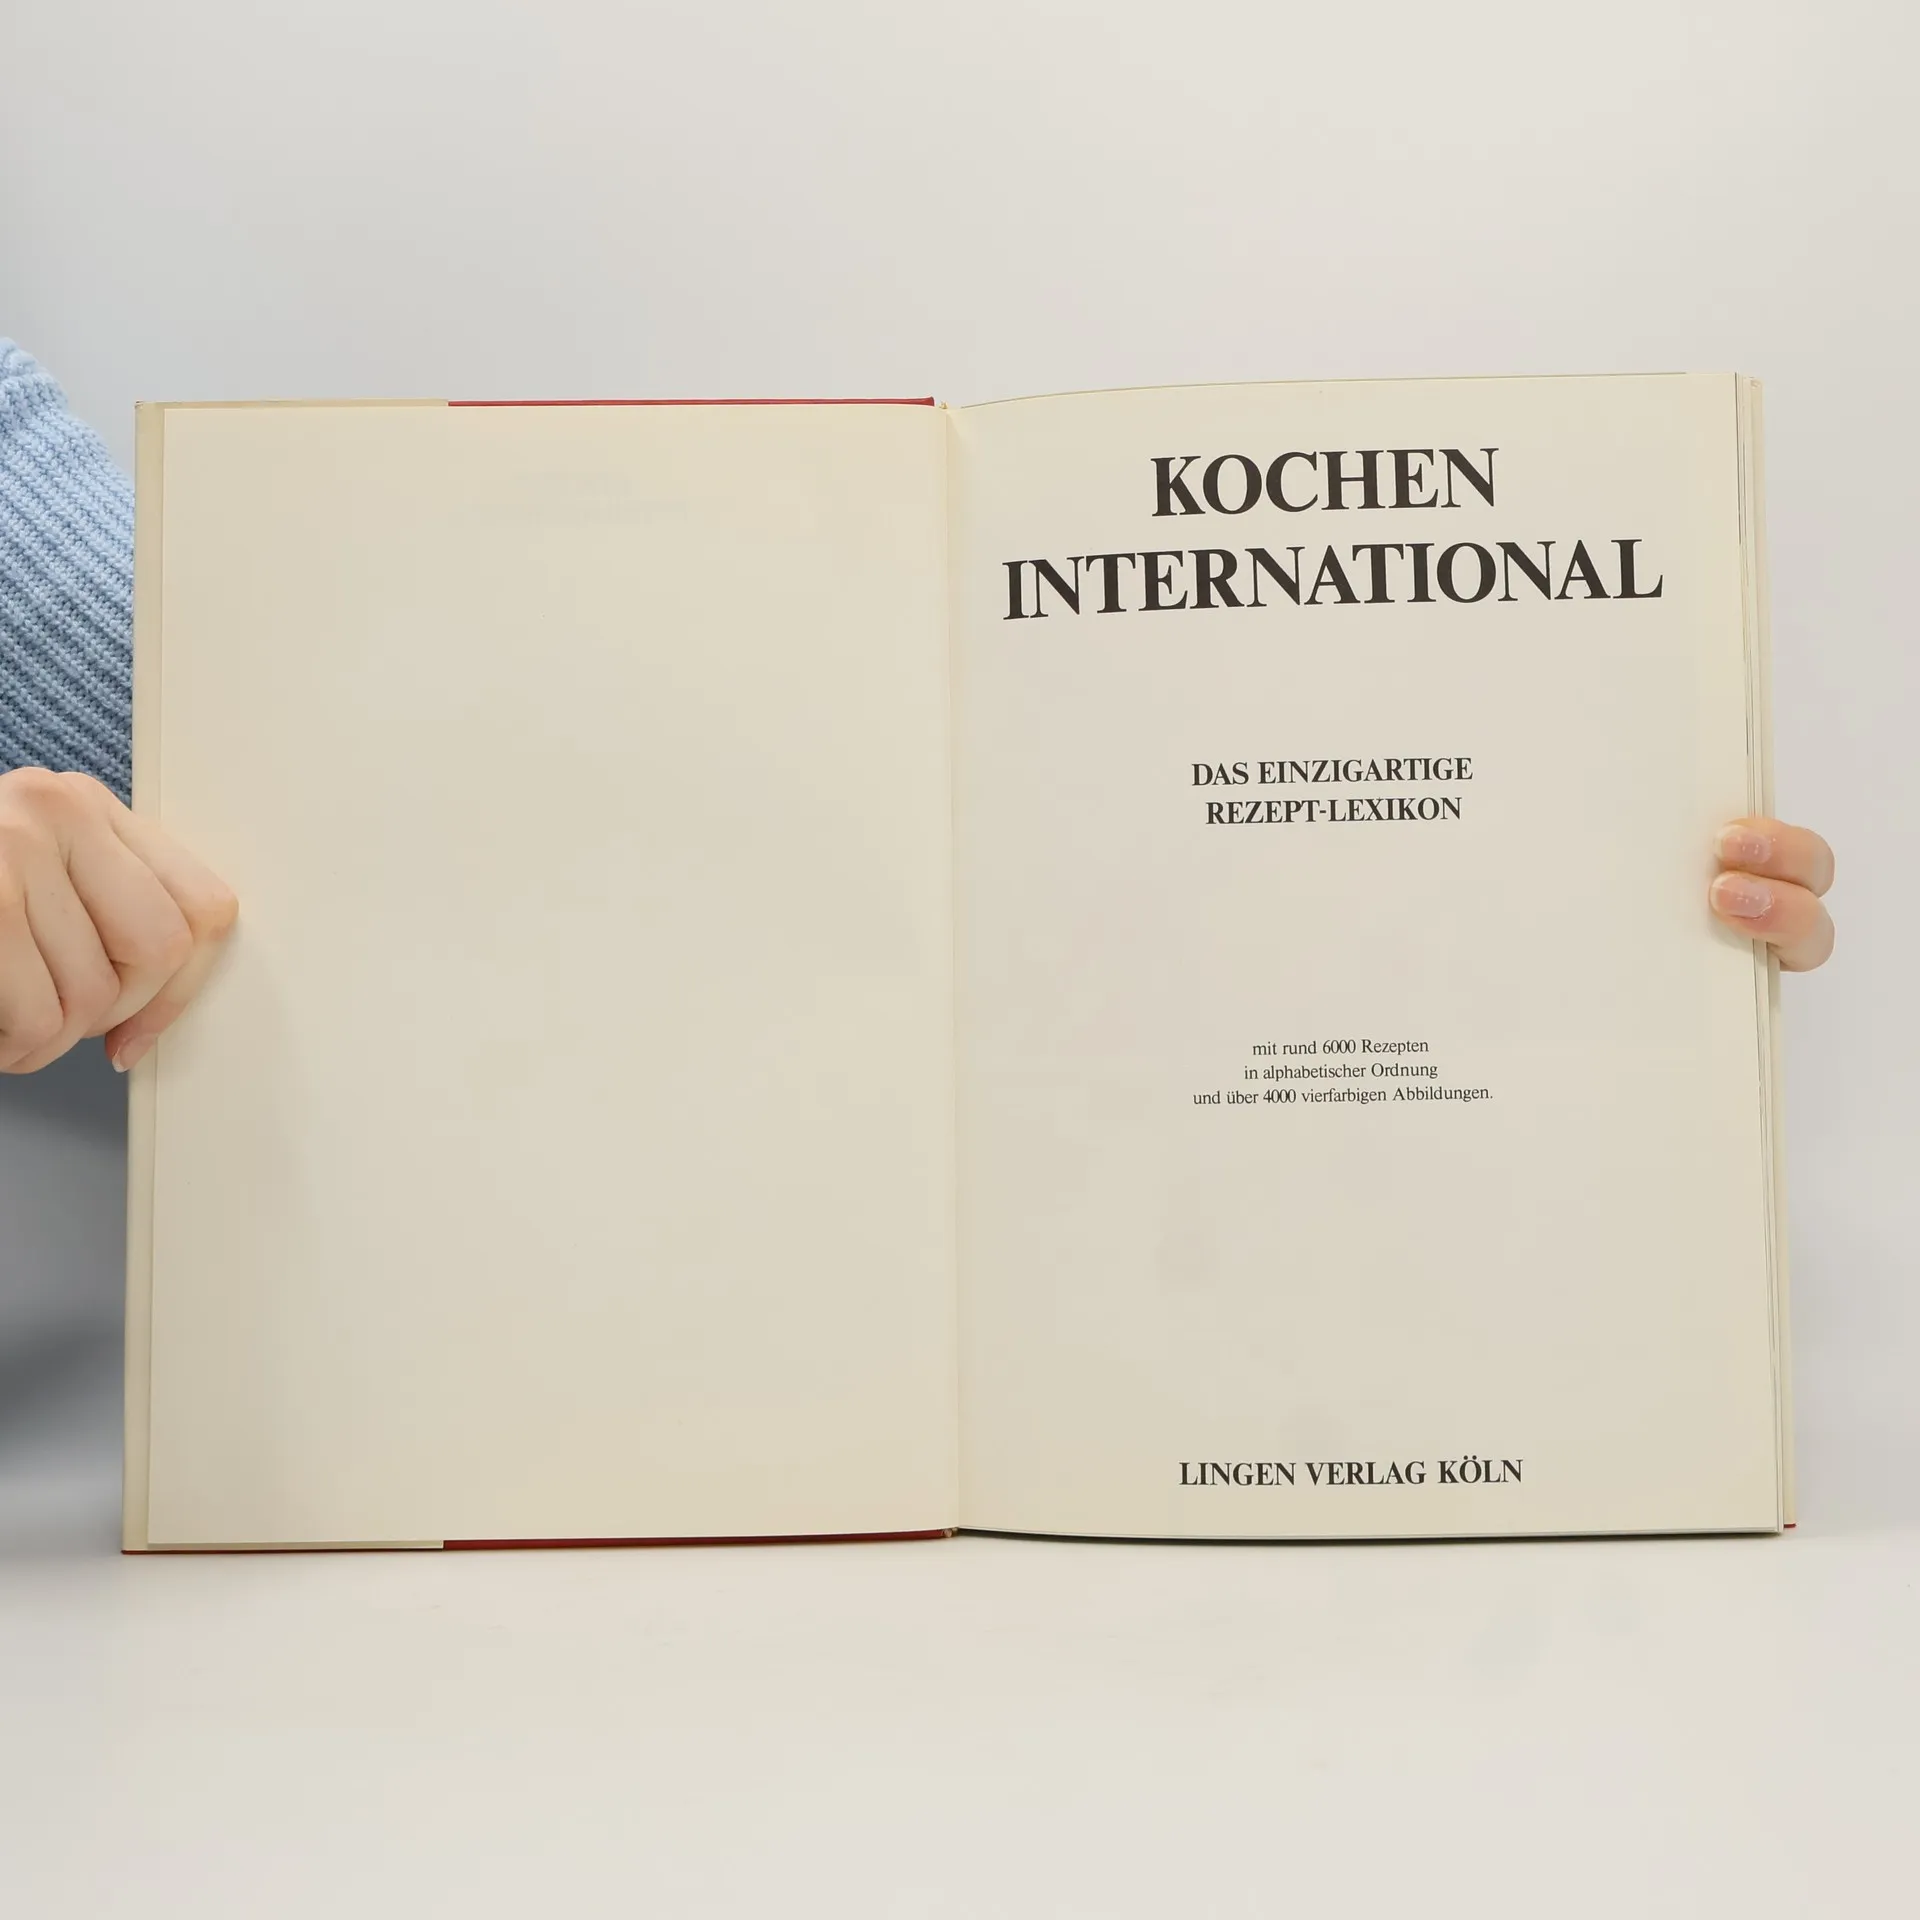 KOCHEN
INTERNATIONAL
DAS EINZIGARTIGE
REZEPT-LEXIKON
mit rund 6000 Rezepten
in alphabetischer Ordnung
und über 4000 vierfarbigen Abbildungen.
LINGEN VERLAG KÖLN